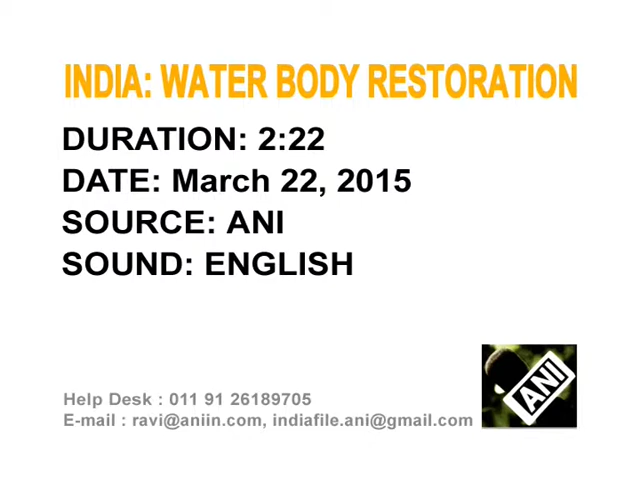 INDIA: WATER BODY RESTORATION
DURATION: 2:22
DATE: March 22, 2015
SOURCE: ANI
SOUND: ENGLISH
Help Desk : 011 91 26189705
E-mail : ravi@aniin.com, indiafile.ani@gmail.com
ANI